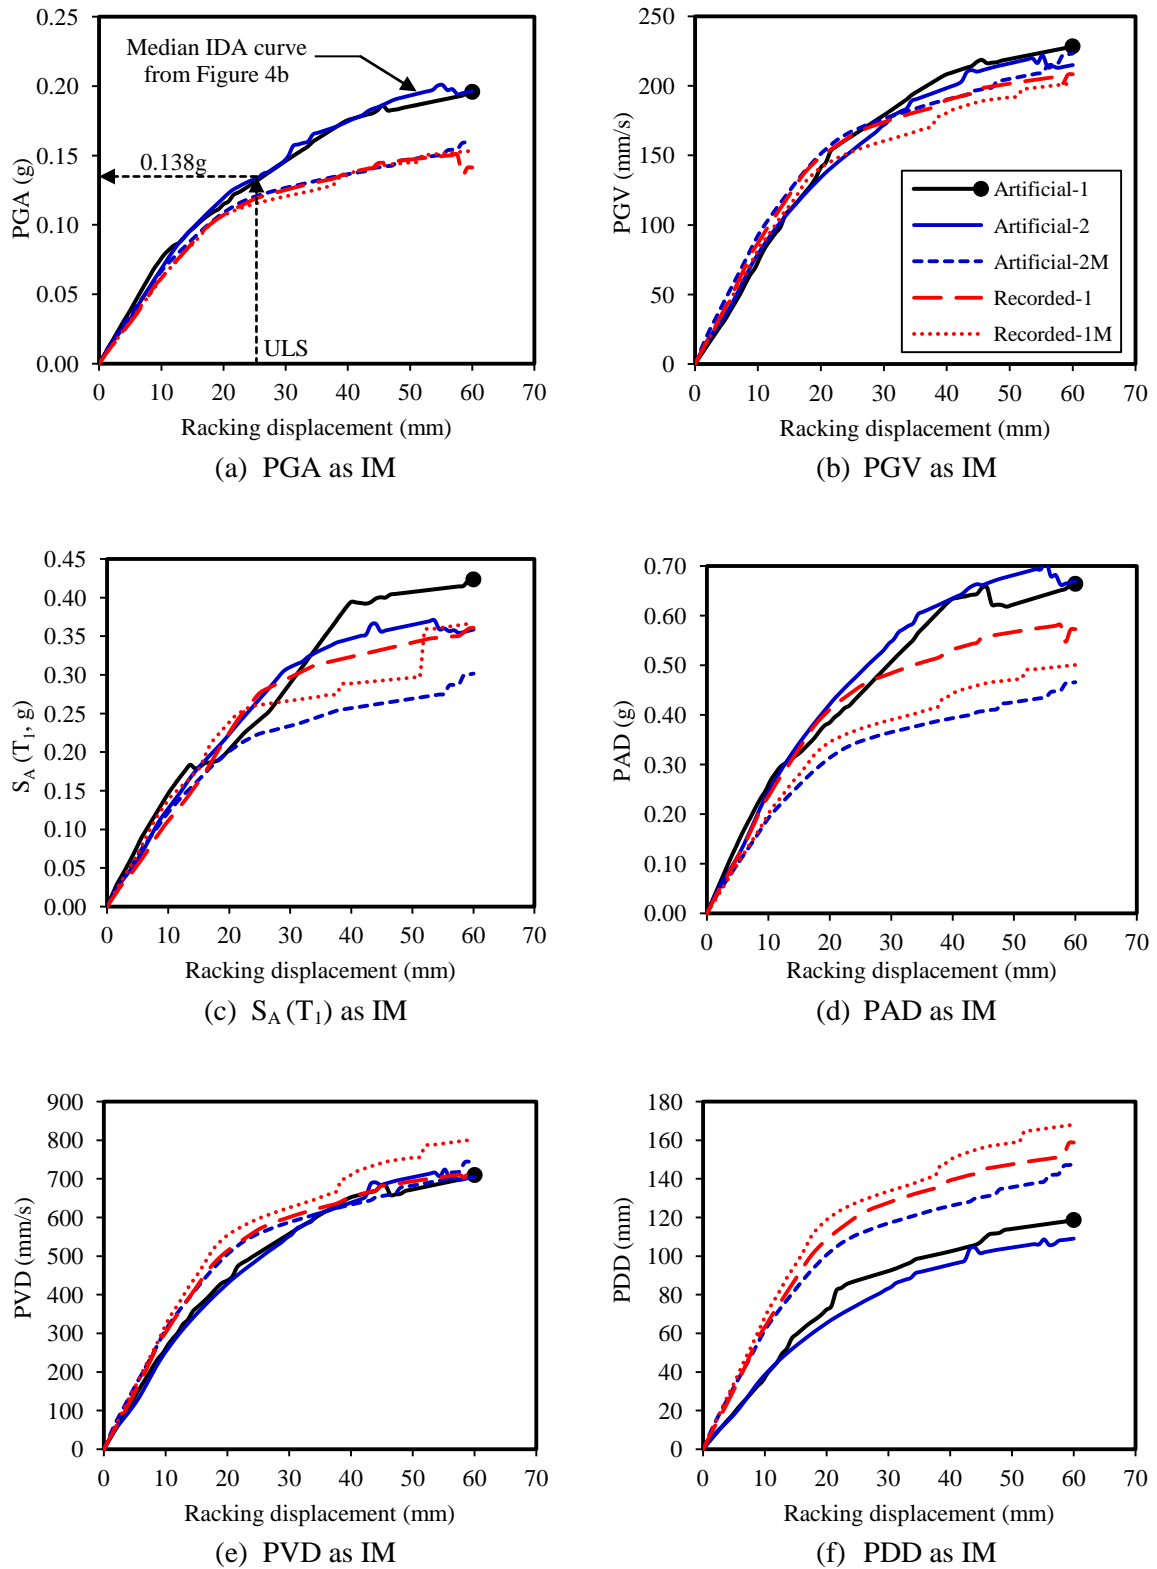 0.25
0.20
0.15
0.10
0.05
0.00
PGA (g)
Median IDA curve
from Figure 4b
0.138g
ULS
0 10 20 30 40 50 60 70
Racking displacement (mm)
(a) PGA as IM
250
200
150
100
50
0
PGV (mm/s)
Artificial-1
Artificial-2
Artificial-2M
Recorded-1
Recorded-1M
0 10 20 30 40 50 60 70
Racking displacement (mm)
(b) PGV as IM
0.45
0.40
0.35
0.30
0.25
0.20
0.15
0.10
0.05
0.00
S_A (T_1, g)
0 10 20 30 40 50 60 70
Racking displacement (mm)
(c) S_A (T_1) as IM
0.70
0.60
0.50
0.40
0.30
0.20
0.10
0.00
PAD (g)
0 10 20 30 40 50 60 70
Racking displacement (mm)
(d) PAD as IM
900
800
700
600
500
400
300
200
100
0
PVD (mm/s)
0 10 20 30 40 50 60 70
Racking displacement (mm)
(e) PVD as IM
180
160
140
120
100
80
60
40
20
0
PDD (mm)
0 10 20 30 40 50 60 70
Racking displacement (mm)
(f) PDD as IM